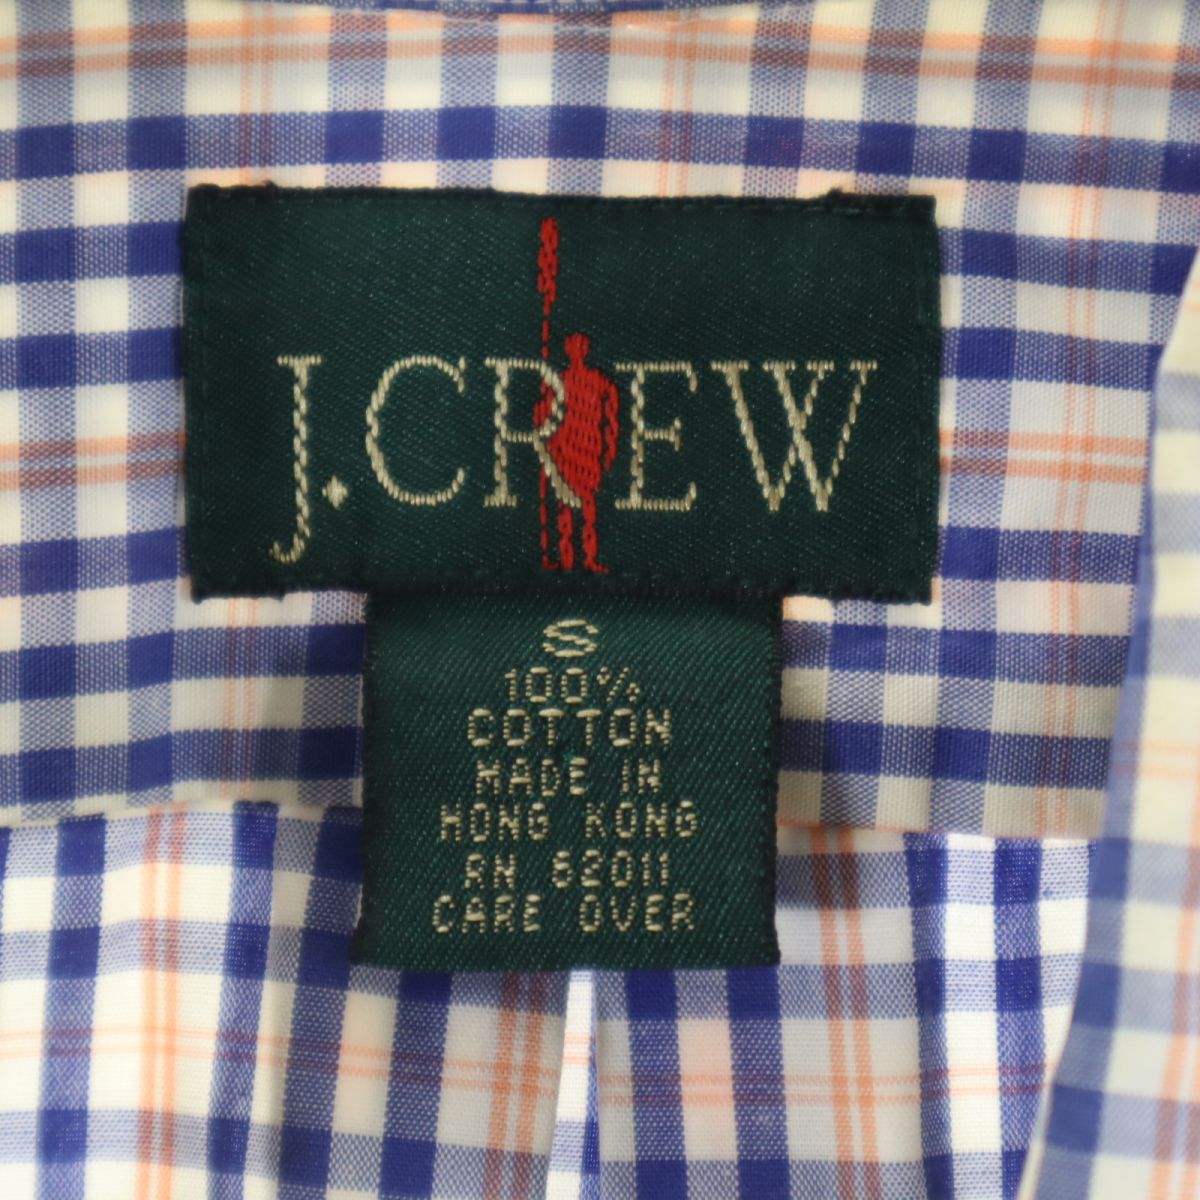 J.CREW
S
100%
COTTON
MADE IN
HONG KONG
RN 62011
CARE OVER